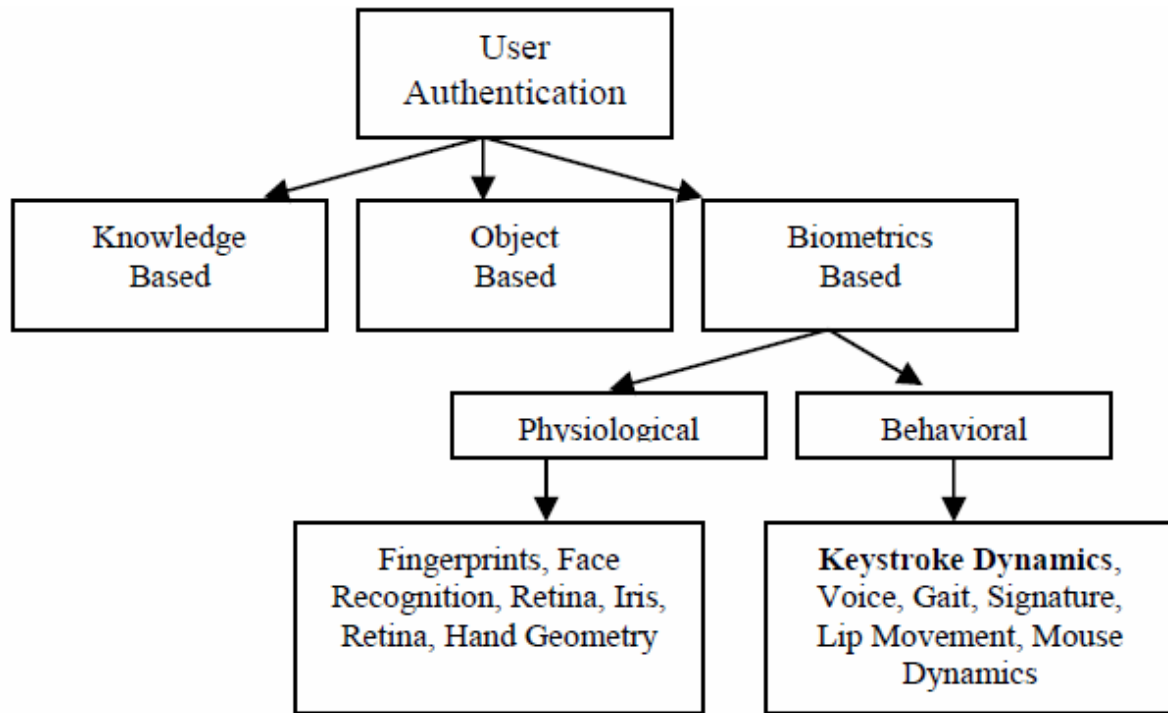 User
Authentication
Knowledge
Based
Object
Based
Biometrics
Based
Physiological
Behavioral
Fingerprints, Face
Recognition, Retina, Iris,
Retina, Hand Geometry
Keystroke Dynamics,
Voice, Gait, Signature,
Lip Movement, Mouse
Dynamics